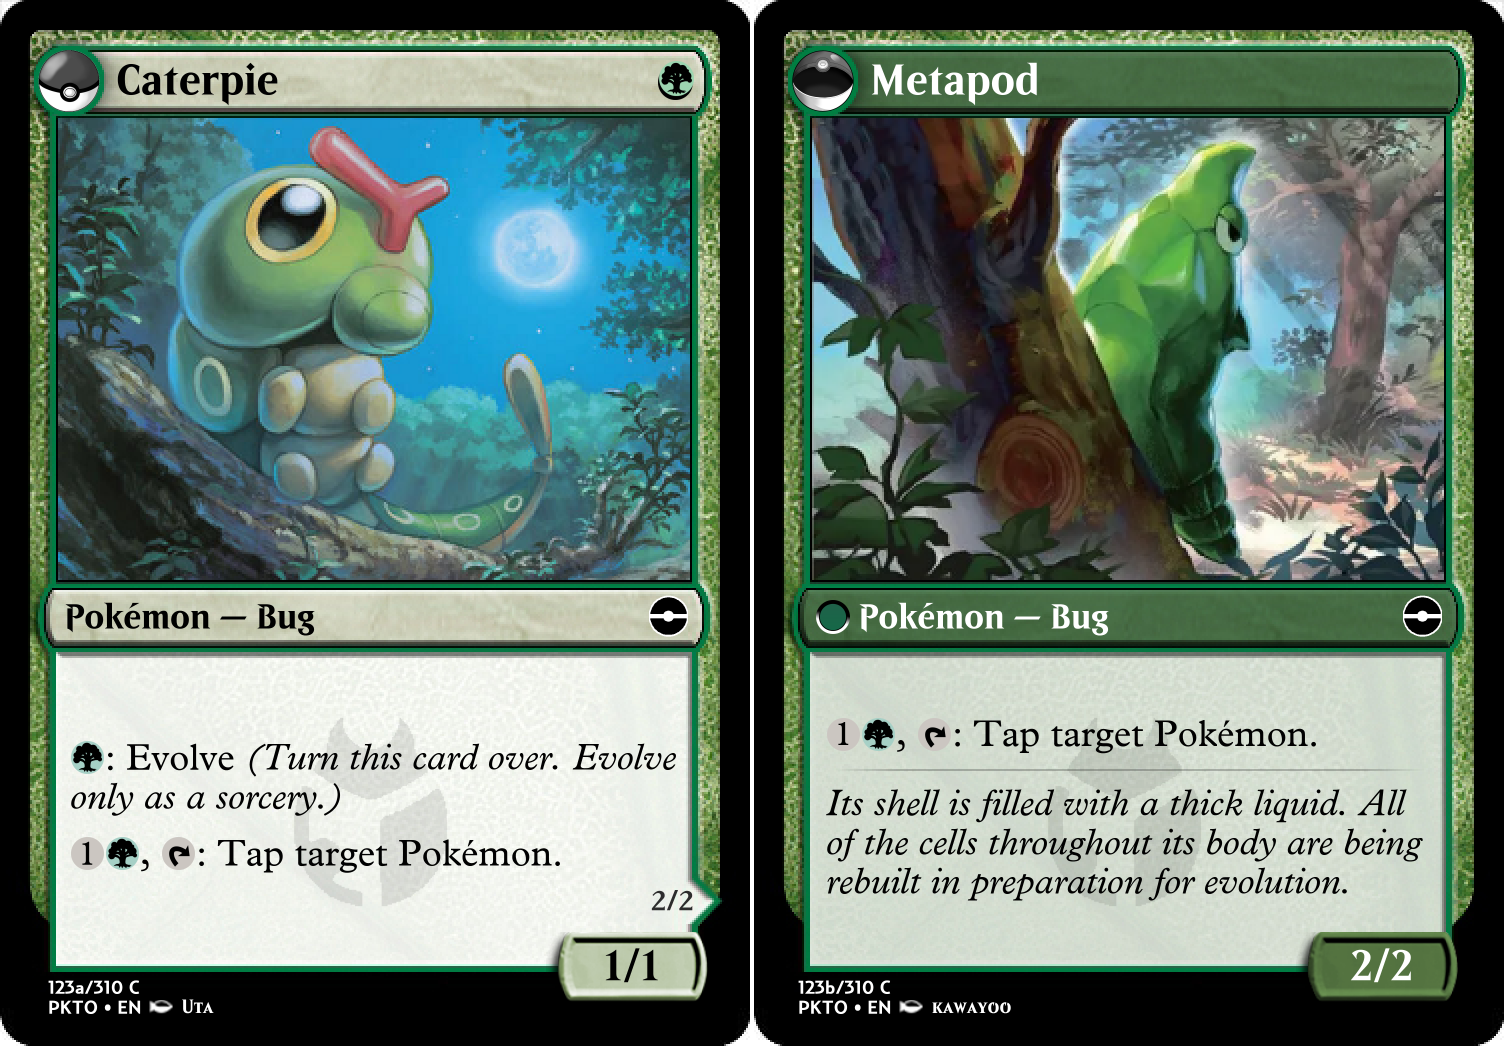 Caterpie
Pokémon — Bug
: Evolve (Turn this card over. Evolve
only as a sorcery.)
1, : Tap target Pokémon.
2/2
1/1
123a/310 C
PKTO • EN UTA
Metapod
Pokémon — Bug
1, : Tap target Pokémon.
Its shell is filled with a thick liquid. All
of the cells throughout its body are being
rebuilt in preparation for evolution.
2/2
123b/310 C
PKTO • EN KAWAYOO